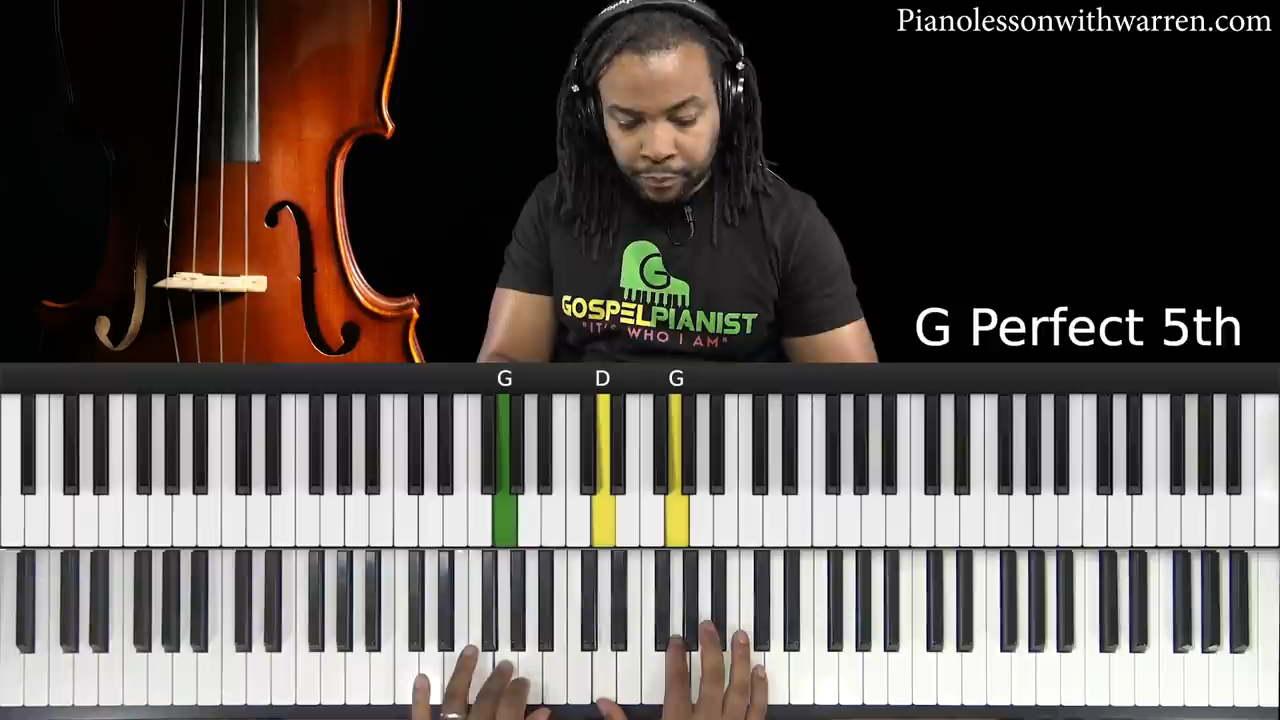 Pianolessonwithwarren.com
GOSPELPIANIST
"IT'S WHO I AM"
G Perfect 5th
G D G